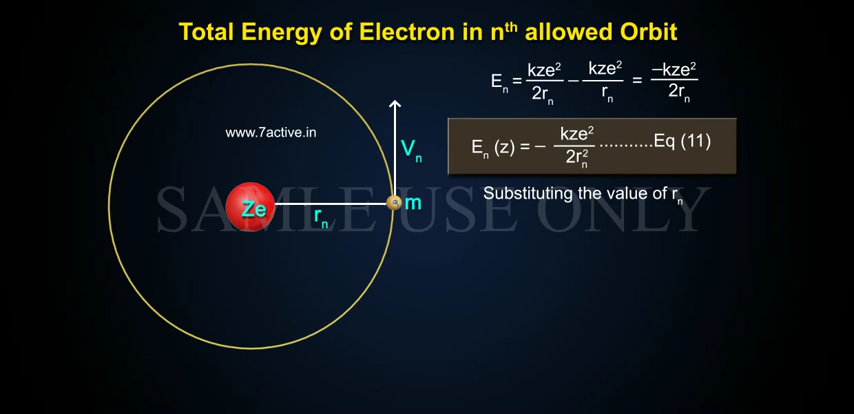 Total Energy of Electron in nth allowed Orbit
En = kze²/2rn − kze²/rn = −kze²/2rn
www.7active.in
En (z) = − kze²/2rn² ...........Eq (11)
Vn
Substituting the value of rn
Ze
rn
m
SAMLE USE ONLY